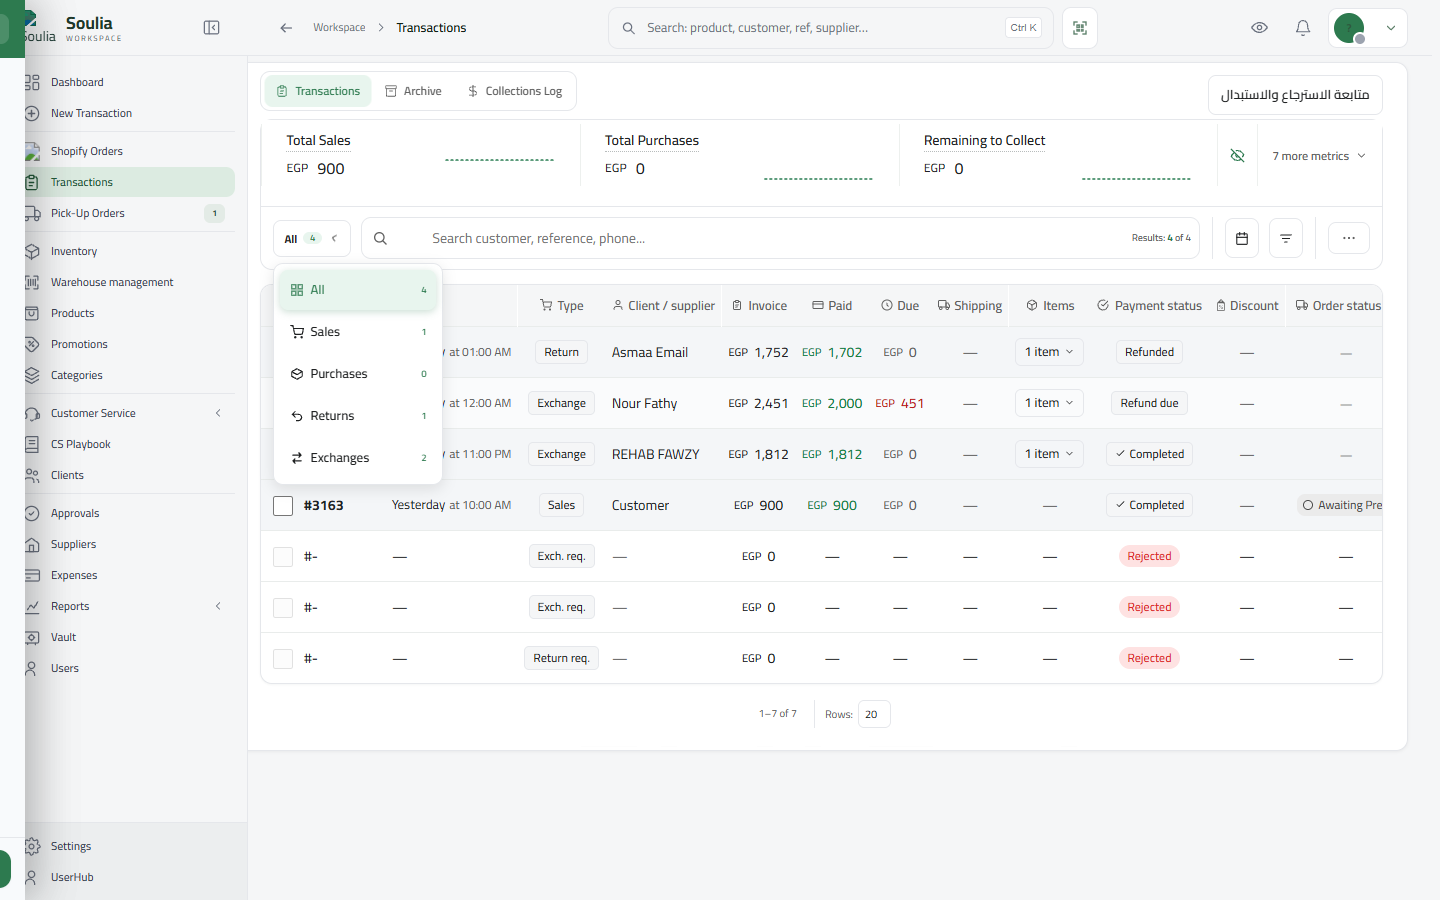 Soulia
Soulia
WORKSPACE
Workspace
Transactions
Search: product, customer, ref, supplier...
Ctrl K
?
Dashboard
New Transaction
Shopify Orders
Transactions
Pick-Up Orders
1
Inventory
Warehouse management
Products
Promotions
Categories
Customer Service
CS Playbook
Clients
Approvals
Suppliers
Expenses
Reports
Vault
Users
Settings
UserHub
Transactions
Archive
Collections Log
متابعة الاسترجاع والاستبدال
Total Sales
EGP 900
Total Purchases
EGP 0
Remaining to Collect
EGP 0
7 more metrics
All 4
Search customer, reference, phone...
Results: 4 of 4
All 4
Sales 1
Purchases 0
Returns 1
Exchanges 2
Type Client / supplier Invoice Paid Due Shipping Items Payment status Discount Order status
at 01:00 AM Return Asmaa Email EGP 1,752 EGP 1,702 EGP 0 — 1 item Refunded — —
at 12:00 AM Exchange Nour Fathy EGP 2,451 EGP 2,000 EGP 451 — 1 item Refund due — —
at 11:00 PM Exchange REHAB FAWZY EGP 1,812 EGP 1,812 EGP 0 — 1 item Completed — —
#3163 Yesterday at 10:00 AM Sales Customer EGP 900 EGP 900 EGP 0 — — Completed — Awaiting Pre
#- — Exch. req. — EGP 0 — — — — Rejected — —
#- — Exch. req. — EGP 0 — — — — Rejected — —
#- — Return req. — EGP 0 — — — — Rejected — —
1–7 of 7
Rows: 20